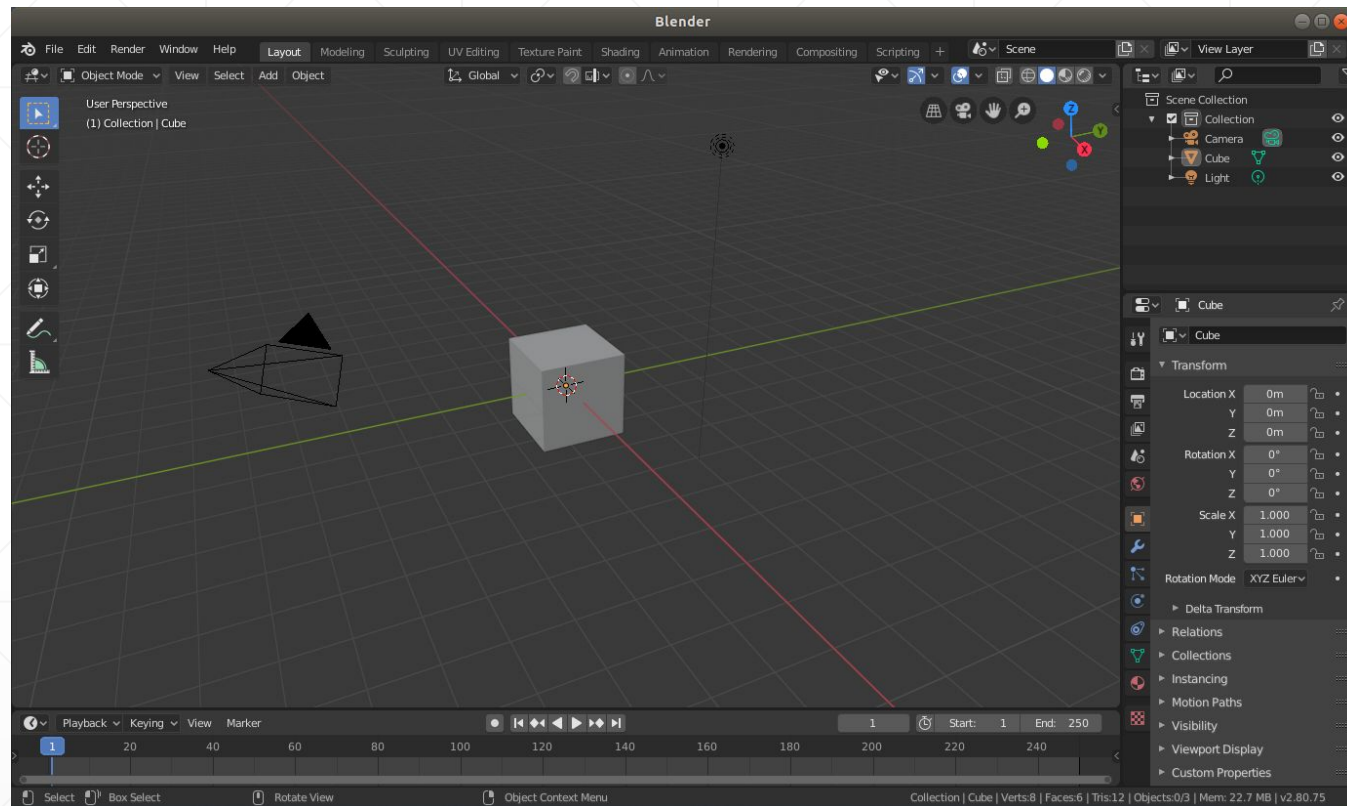 Blender
File Edit Render Window Help Layout Modeling Sculpting UV Editing Texture Paint Shading Animation Rendering Compositing Scripting + Scene View Layer
Object Mode View Select Add Object Global
User Perspective
(1) Collection | Cube
Z
Y
X
Scene Collection
Collection
Camera
Cube
Light
Cube
Cube
Transform
Location X 0m
Y 0m
Z 0m
Rotation X 0°
Y 0°
Z 0°
Scale X 1.000
Y 1.000
Z 1.000
Rotation Mode XYZ Euler
Delta Transform
Relations
Collections
Instancing
Motion Paths
Visibility
Viewport Display
Custom Properties
Playback Keying View Marker 1 Start: 1 End: 250
1 20 40 60 80 100 120 140 160 180 200 220 240
Select Box Select Rotate View Object Context Menu Collection | Cube | Verts:8 | Faces:6 | Tris:12 | Objects:0/3 | Mem: 22.7 MB | v2.80.75